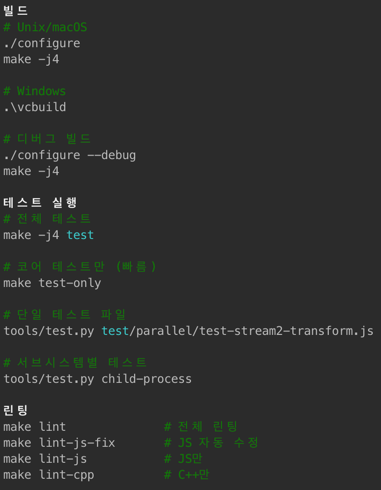 빌드
# Unix/macOS
./configure
make -j4
# Windows
.\vcbuild
# 디버그 빌드
./configure --debug
make -j4
테스트 실행
# 전체 테스트
make -j4 test
# 코어 테스트만 (빠름)
make test-only
# 단일 테스트 파일
tools/test.py test/parallel/test-stream2-transform.js
# 서브시스템별 테스트
tools/test.py child-process
린팅
make lint # 전체 린팅
make lint-js-fix # JS 자동 수정
make lint-js # JS만
make lint-cpp # C++만